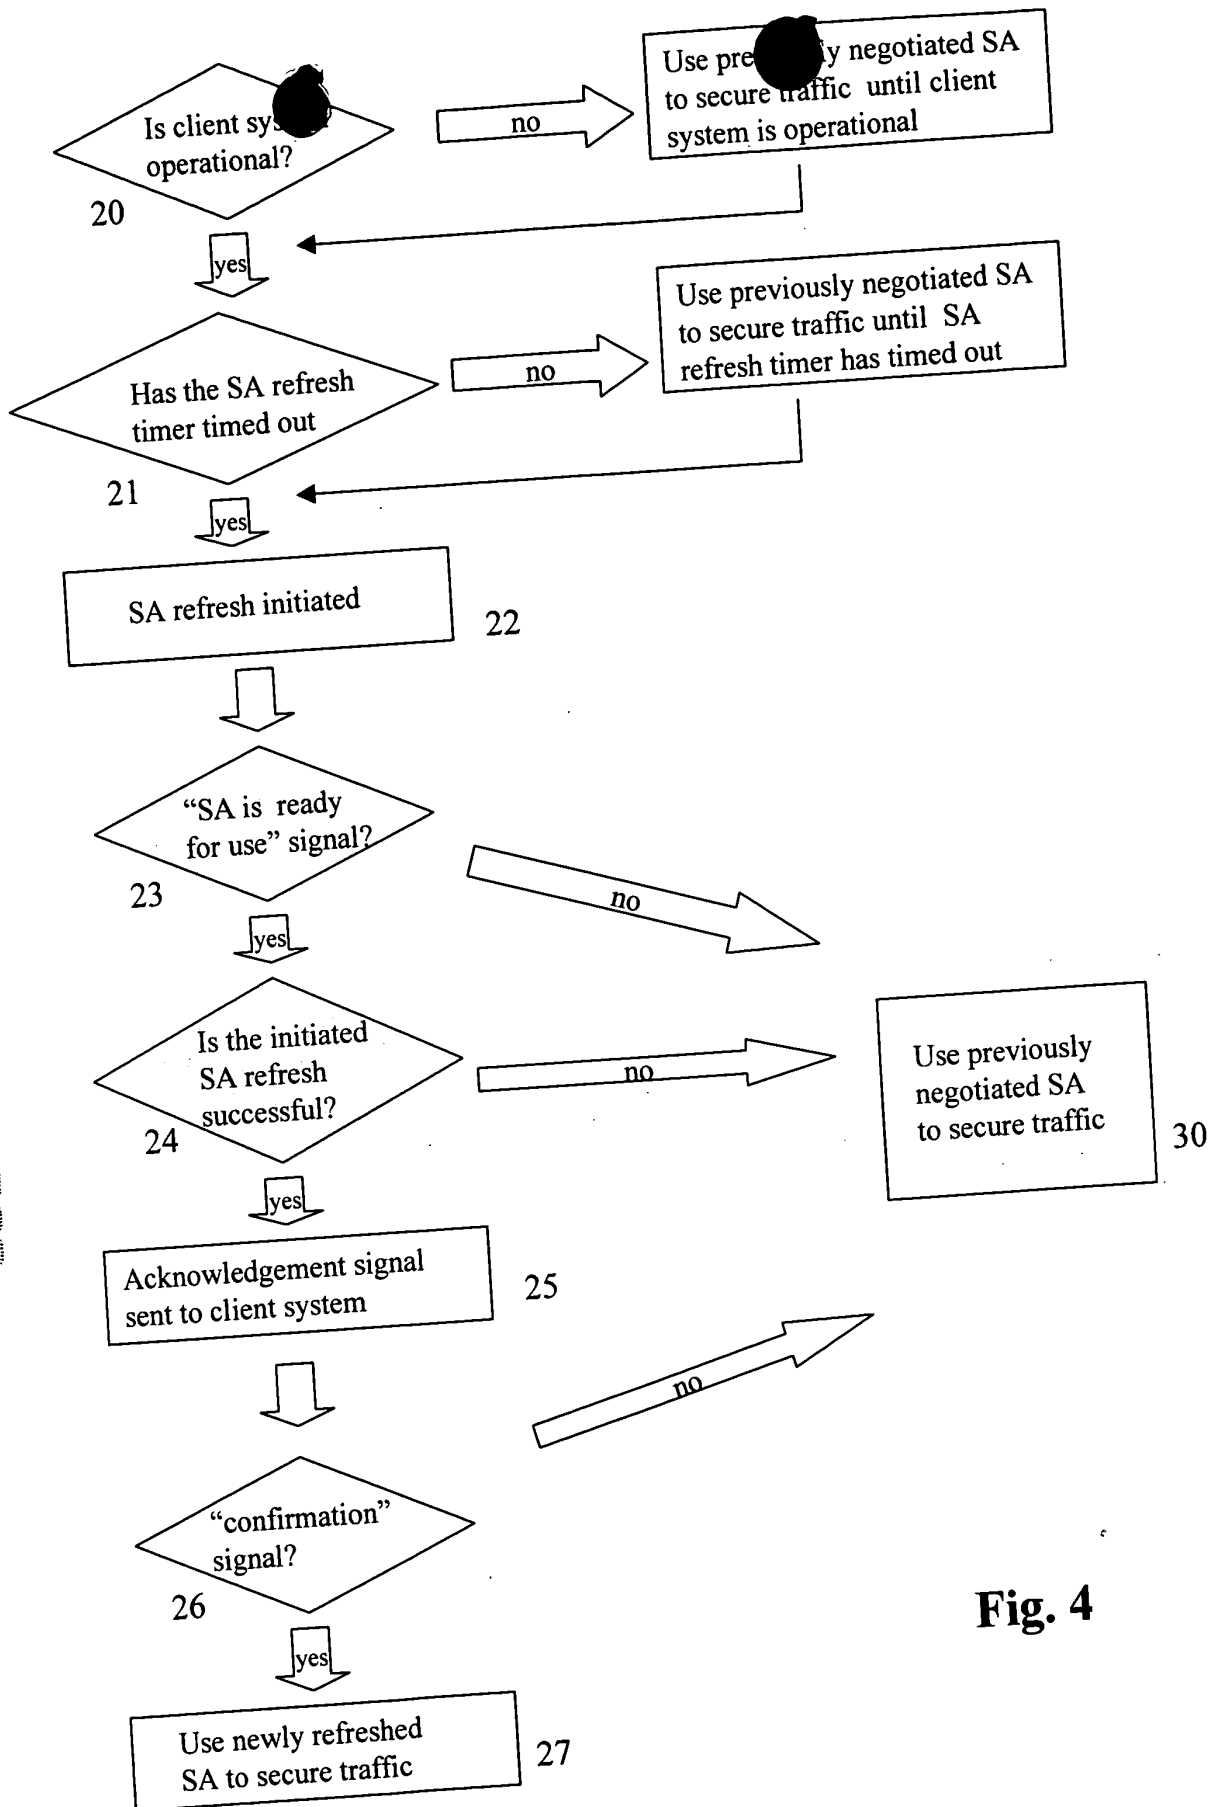 Is client
operational?
20
no
Use negotiated SA
to secure traffic until client
system is operational
yes
Has the SA refresh
timer timed out
21
no
Use previously negotiated SA
to secure traffic until SA
refresh timer has timed out
yes
SA refresh initiated
22
“SA is ready
for use” signal?
23
no
yes
Is the initiated
SA refresh
successful?
24
no
Use previously
negotiated SA
to secure traffic
30
yes
Acknowledgement signal
sent to client system
25
no
“confirmation”
signal?
26
yes
Use newly refreshed
SA to secure traffic
27
Fig. 4